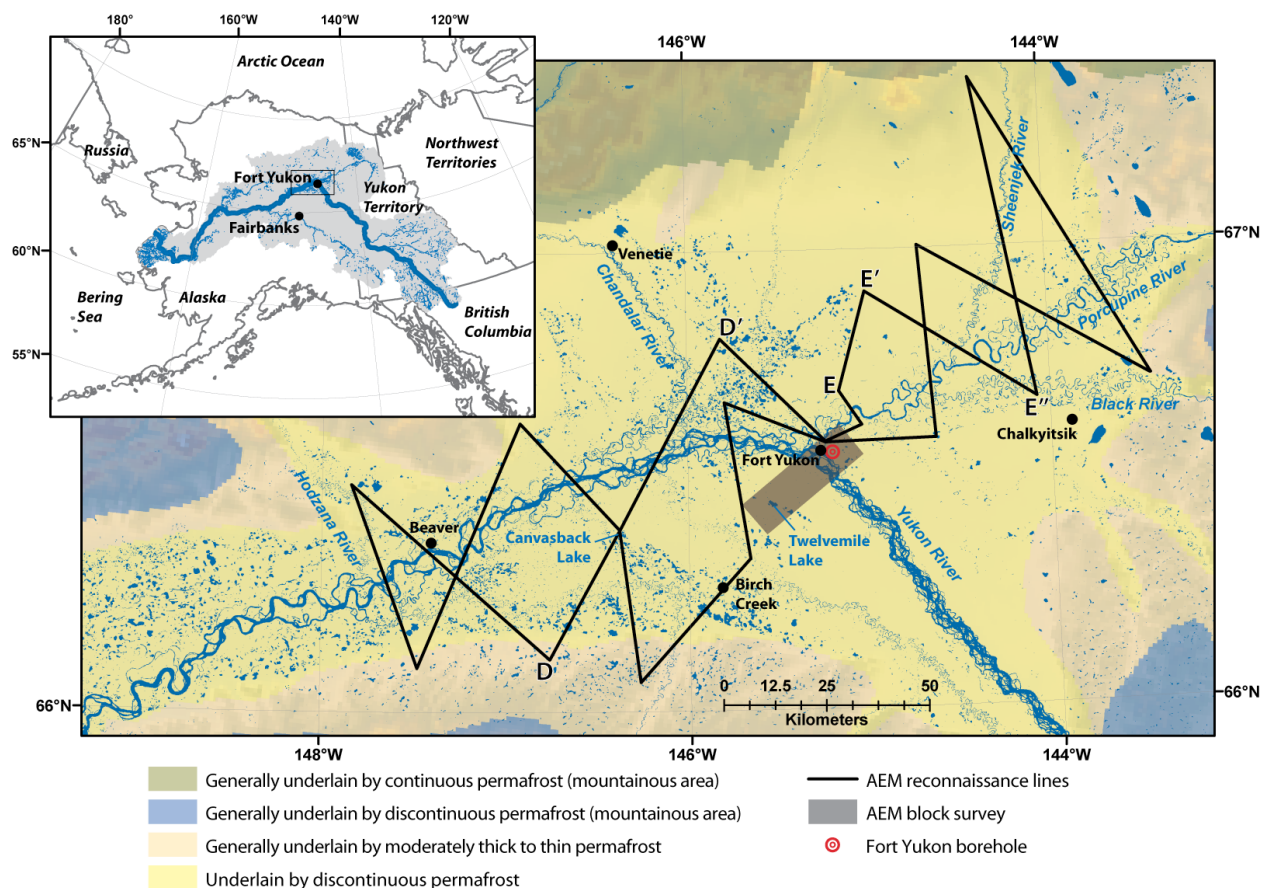 180°
160°W
140°W
120°W
Arctic Ocean
65°N
Russia
Northwest
Territories
Fort Yukon
Yukon
Territory
Fairbanks
60°N
Bering
Sea
Alaska
British
Columbia
55°N
146°W
144°W
67°N
Venetie
Chandalar River
Sheenjek River
Porcupine River
E'
D'
E
E"
Black River
Chalkyitsik
Fort Yukon
Hodzana River
Beaver
Canvasback
Lake
Twelvemile
Lake
Yukon River
Birch
Creek
D
0 12.5 25 50
Kilometers
66°N
66°N
148°W
146°W
144°W
Generally underlain by continuous permafrost (mountainous area)
Generally underlain by discontinuous permafrost (mountainous area)
Generally underlain by moderately thick to thin permafrost
Underlain by discontinuous permafrost
AEM reconnaissance lines
AEM block survey
Fort Yukon borehole